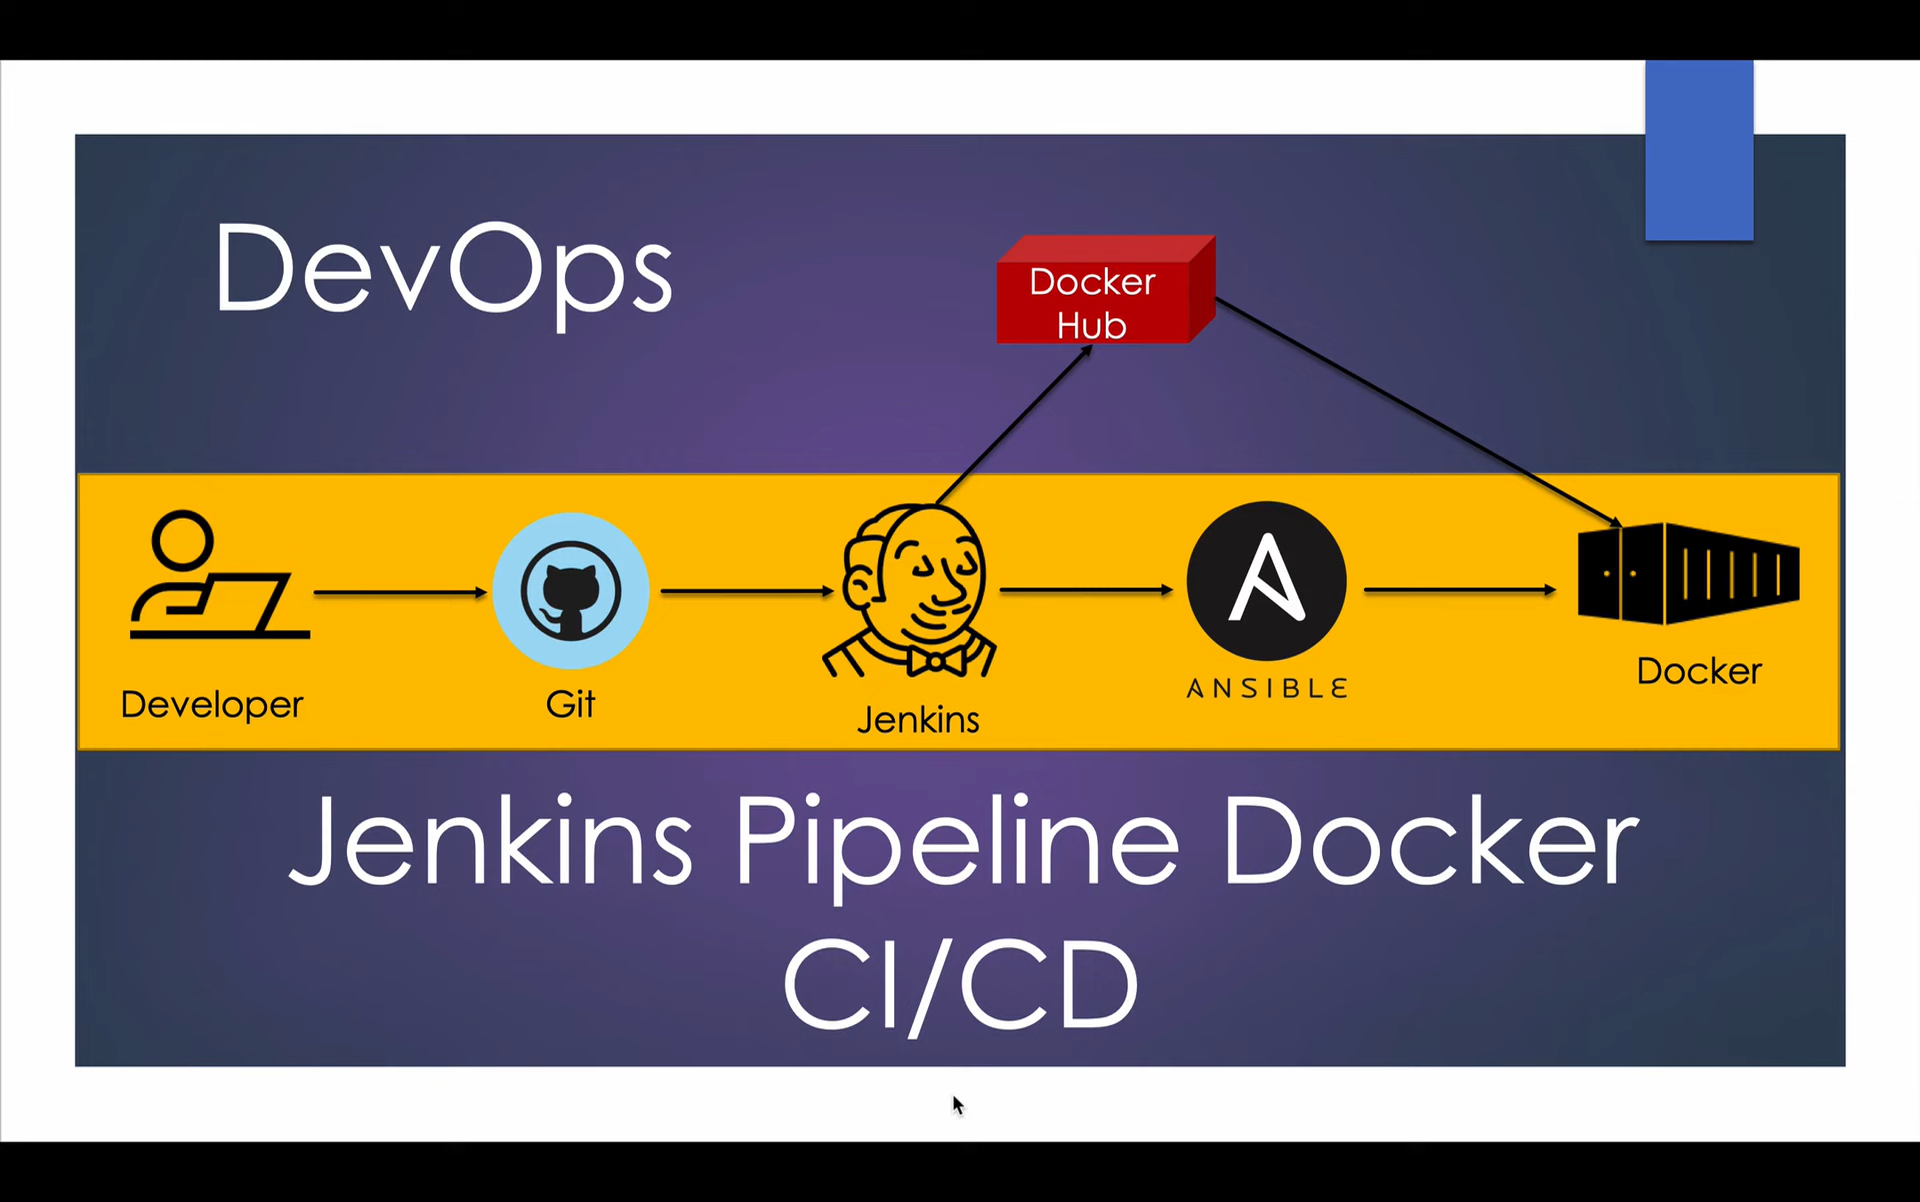 DevOps
Docker
Hub
Developer
Git
Jenkins
ANSIBLE
Docker
Jenkins Pipeline Docker
CI/CD